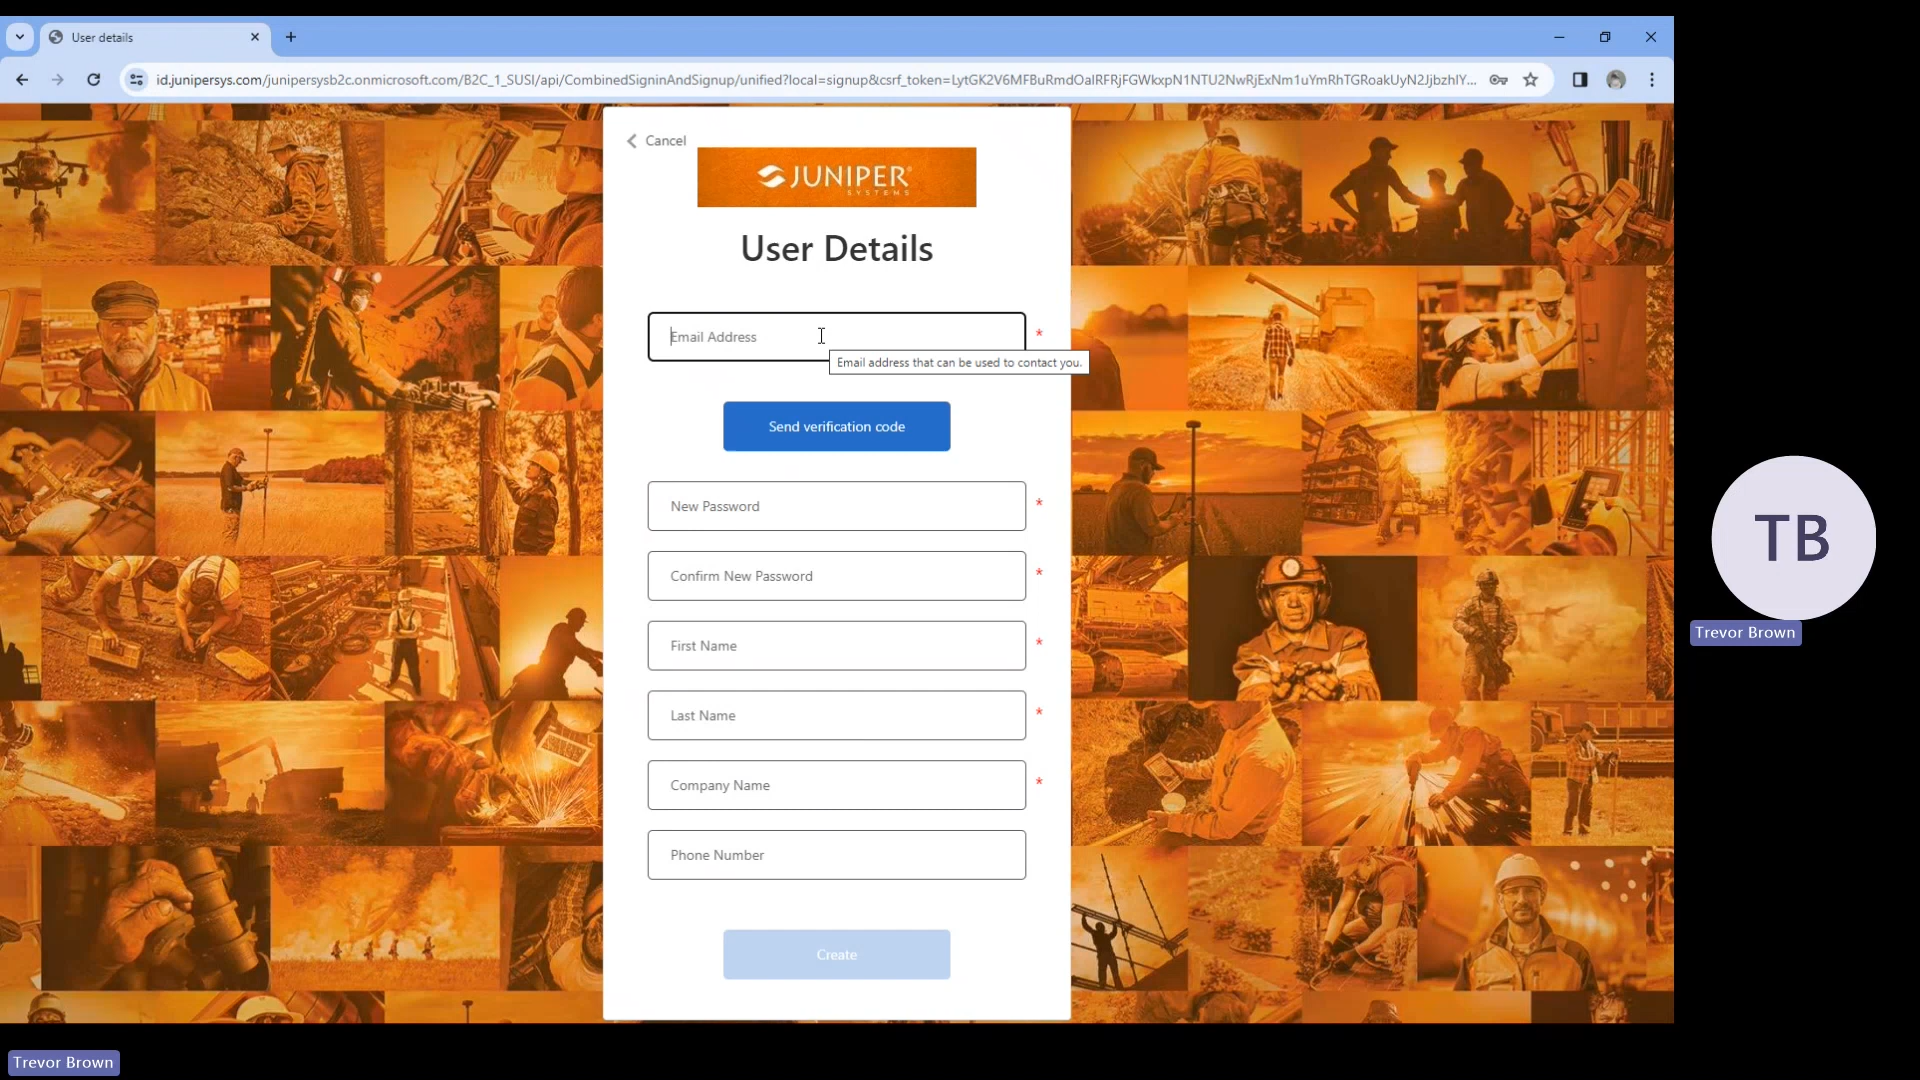 User details
id.junipersys.com/junipersysb2c.onmicrosoft.com/B2C_1_SUSI/api/CombinedSigninAndSignup/unified?local=signup&csrf_token=LytGK2V6MFBuRmdOalRFRjFGWkxpN1NTU2NwRjExNm1uYmRhTGRoakUyN2JjbzhIY...
Cancel
JUNIPER
SYSTEMS
User Details
Email Address
*
Email address that can be used to contact you.
Send verification code
New Password
*
Confirm New Password
*
First Name
*
Last Name
*
Company Name
*
Phone Number
Create
TB
Trevor Brown
Trevor Brown